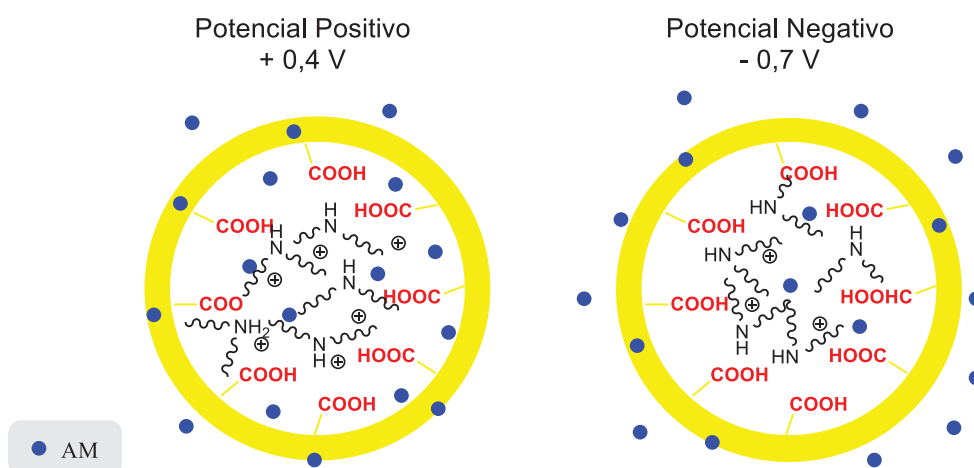 Potencial Positivo
+ 0,4 V
COOH
COOH
H
N
H
N
HOOC
H
N
COO
HOOC
NH2
N
H
HOOC
COOH
COOH
Potencial Negativo
- 0,7 V
COOH
HN
COOH
HOOC
H
N
HN
COOH
HOOHC
N
H
HN
HOOC
COOH
COOH
AM